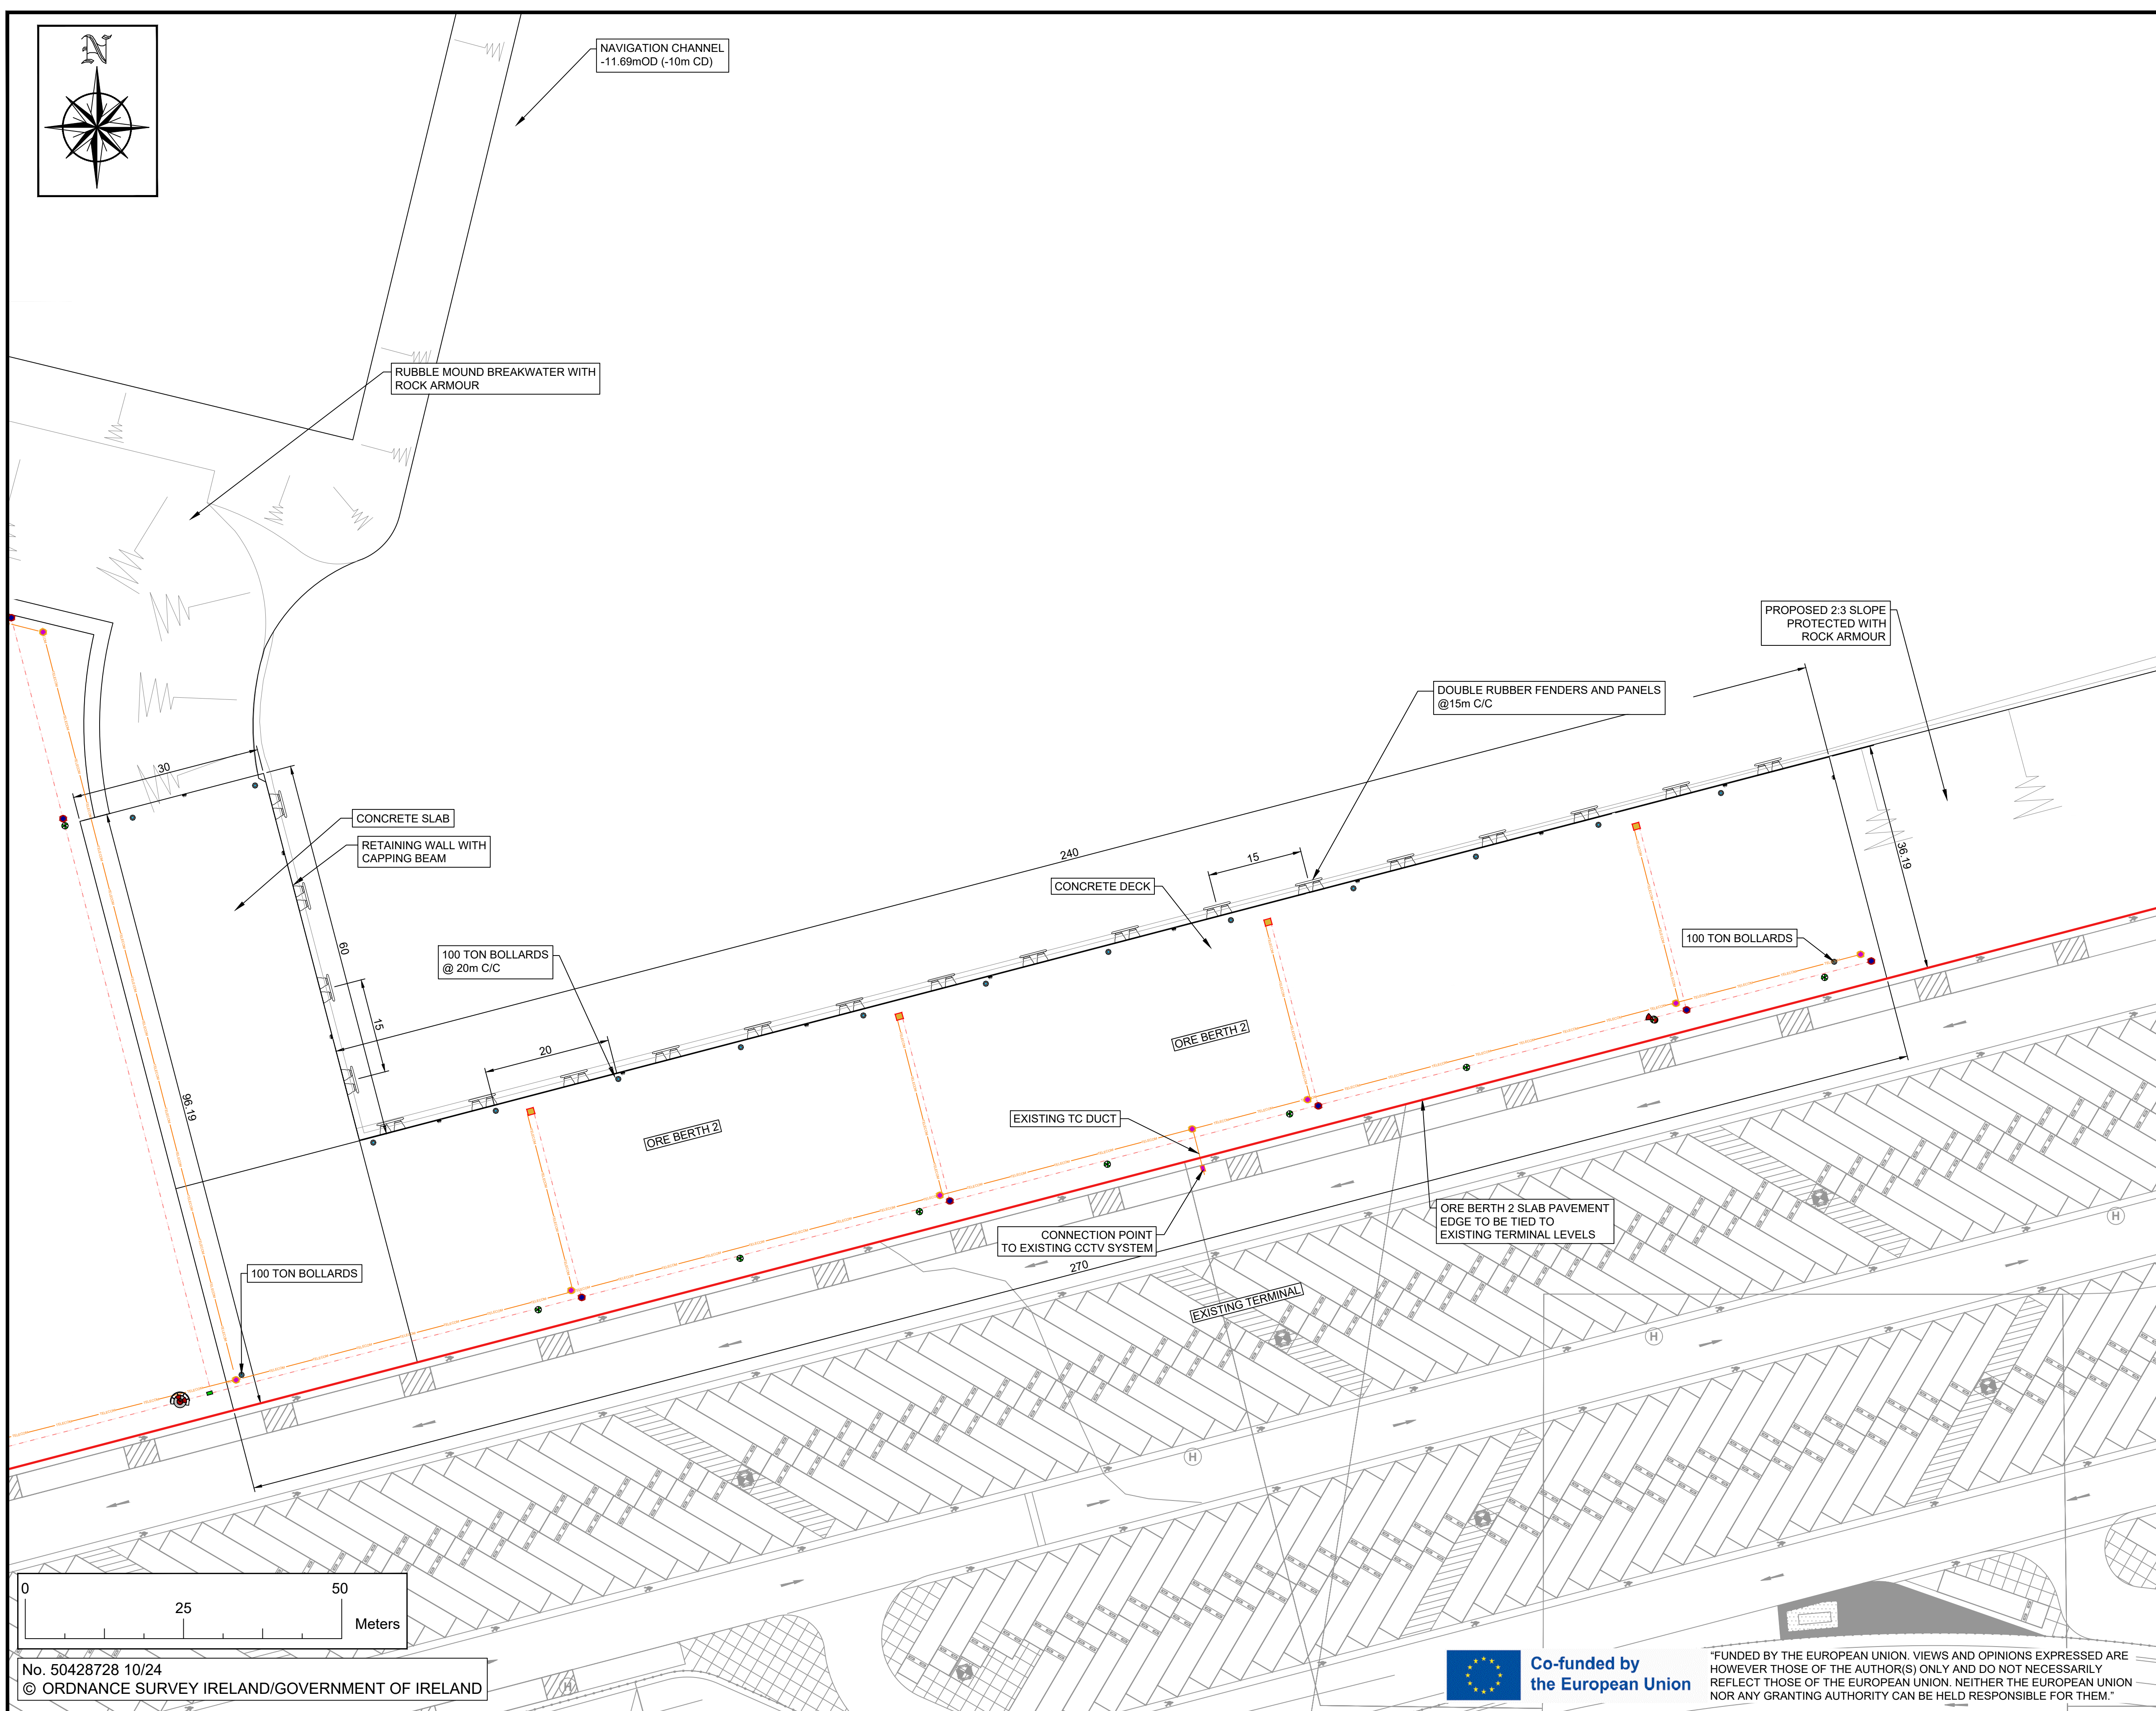 N
NAVIGATION CHANNEL
-11.69mOD (-10m CD)
RUBBLE MOUND BREAKWATER WITH
ROCK ARMOUR
PROPOSED 2:3 SLOPE
PROTECTED WITH
ROCK ARMOUR
DOUBLE RUBBER FENDERS AND PANELS
@15m C/C
30
CONCRETE SLAB
RETAINING WALL WITH
CAPPING BEAM
240
15
36.19
CONCRETE DECK
60
100 TON BOLLARDS
@ 20m C/C
100 TON BOLLARDS
15
20
ORE BERTH 2
96.19
ORE BERTH 2
EXISTING TC DUCT
CONNECTION POINT
TO EXISTING CCTV SYSTEM
ORE BERTH 2 SLAB PAVEMENT
EDGE TO BE TIED TO
EXISTING TERMINAL LEVELS
270
100 TON BOLLARDS
EXISTING TERMINAL
H
H
H
H
0
50
25
Meters
No. 50428728 10/24
© ORDNANCE SURVEY IRELAND/GOVERNMENT OF IRELAND
Co-funded by
the European Union
"FUNDED BY THE EUROPEAN UNION. VIEWS AND OPINIONS EXPRESSED ARE
HOWEVER THOSE OF THE AUTHOR(S) ONLY AND DO NOT NECESSARILY
REFLECT THOSE OF THE EUROPEAN UNION. NEITHER THE EUROPEAN UNION
NOR ANY GRANTING AUTHORITY CAN BE HELD RESPONSIBLE FOR THEM."